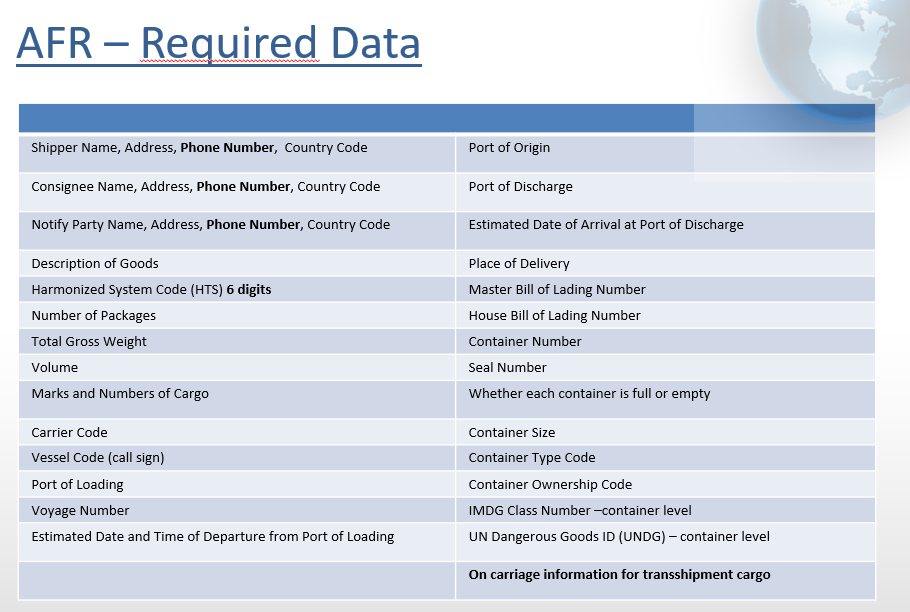 AFR – Required Data
Shipper Name, Address, Phone Number,  Country Code
Port of Origin
Consignee Name, Address, Phone Number, Country Code
Port of Discharge
Notify Party Name, Address, Phone Number, Country Code
Estimated Date of Arrival at Port of Discharge
Description of Goods
Place of Delivery
Harmonized System Code (HTS) 6 digits
Master Bill of Lading Number
Number of Packages
House Bill of Lading Number
Total Gross Weight
Container Number
Volume
Seal Number
Marks and Numbers of Cargo
Whether each container is full or empty
Carrier Code
Container Size
Vessel Code (call sign)
Container Type Code
Port of Loading
Container Ownership Code
Voyage Number
IMDG Class Number –container level
Estimated Date and Time of Departure from Port of Loading
UN Dangerous Goods ID (UNDG) – container level
On carriage information for transshipment cargo